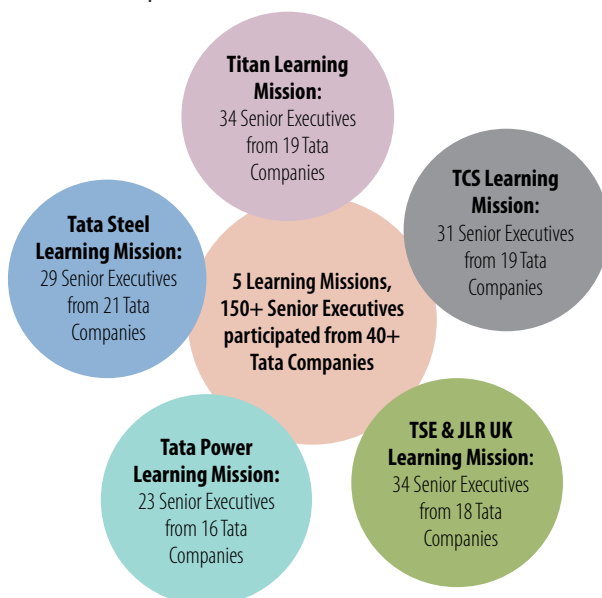 Titan Learning
Mission:
34 Senior Executives
from 19 Tata
Companies
TCS Learning
Mission:
31 Senior Executives
from 19 Tata
Companies
Tata Steel
Learning Mission:
29 Senior Executives
from 21 Tata
Companies
5 Learning Missions,
150+ Senior Executives
participated from 40+
Tata Companies
Tata Power
Learning Mission:
23 Senior Executives
from 16 Tata
Companies
TSE & JLR UK
Learning Mission:
34 Senior Executives
from 18 Tata
Companies